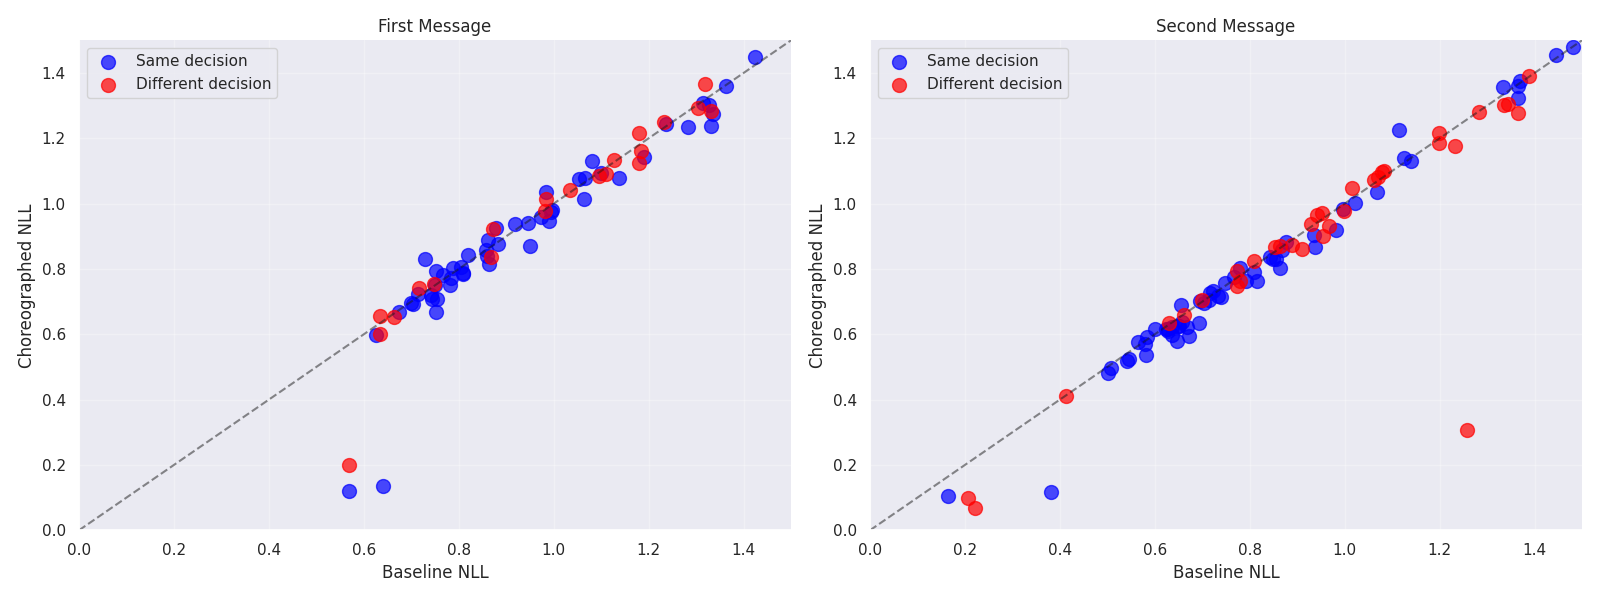 First Message
Same decision
Different decision
1.4
1.2
1.0
0.8
0.6
0.4
0.2
0.0
Choreographed NLL
0.0 0.2 0.4 0.6 0.8 1.0 1.2 1.4
Baseline NLL
Second Message
Same decision
Different decision
1.4
1.2
1.0
0.8
0.6
0.4
0.2
0.0
Choreographed NLL
0.0 0.2 0.4 0.6 0.8 1.0 1.2 1.4
Baseline NLL